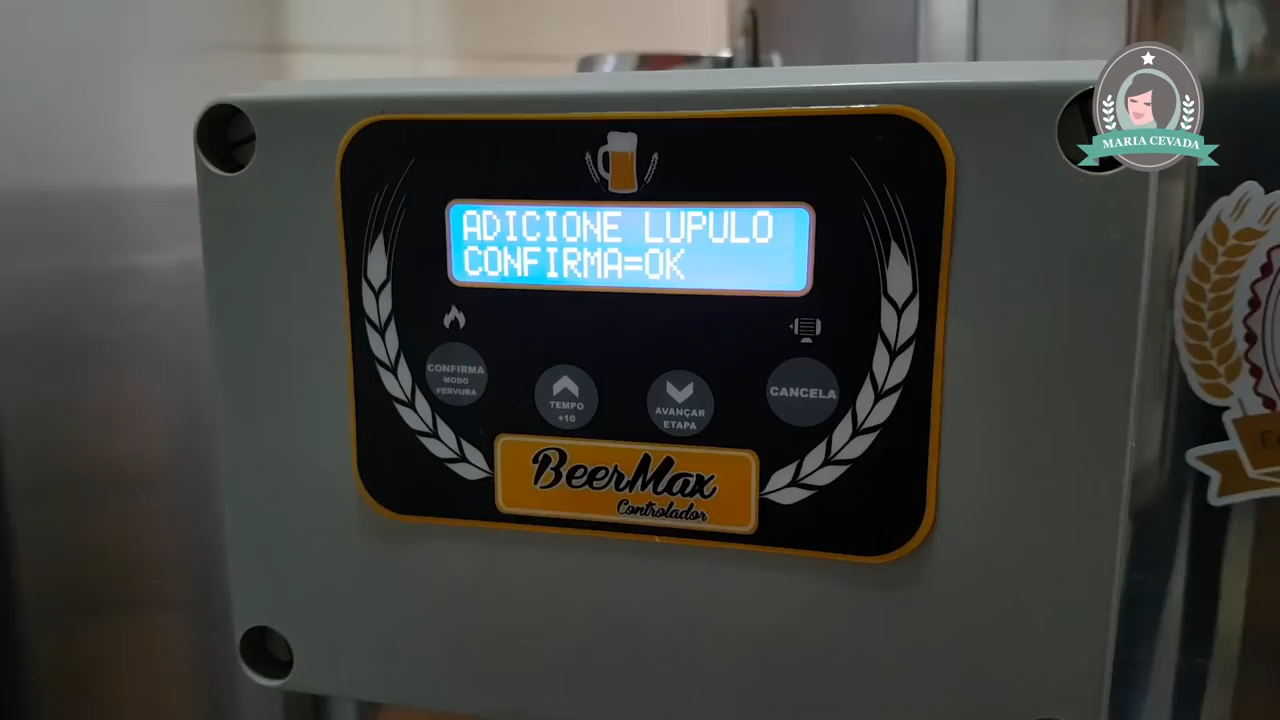 MARIA CEVADA
ADICIONE LUPULO
CONFIRMA=OK
CONFIRMA
MODO
FERVURA
TEMPO
+10
AVANÇAR
ETAPA
CANCELA
BeerMax
Controlador